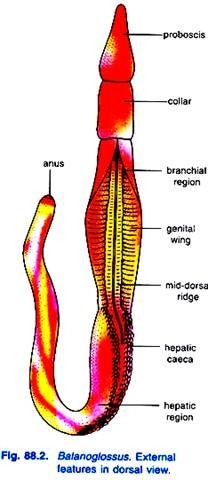 proboscis
collar
anus
branchial
region
genital
wing
mid-dorsa
ridge
hepatic
caeca
hepatic
region
Fig. 88.2. Balanoglossus. External
features in dorsal view.